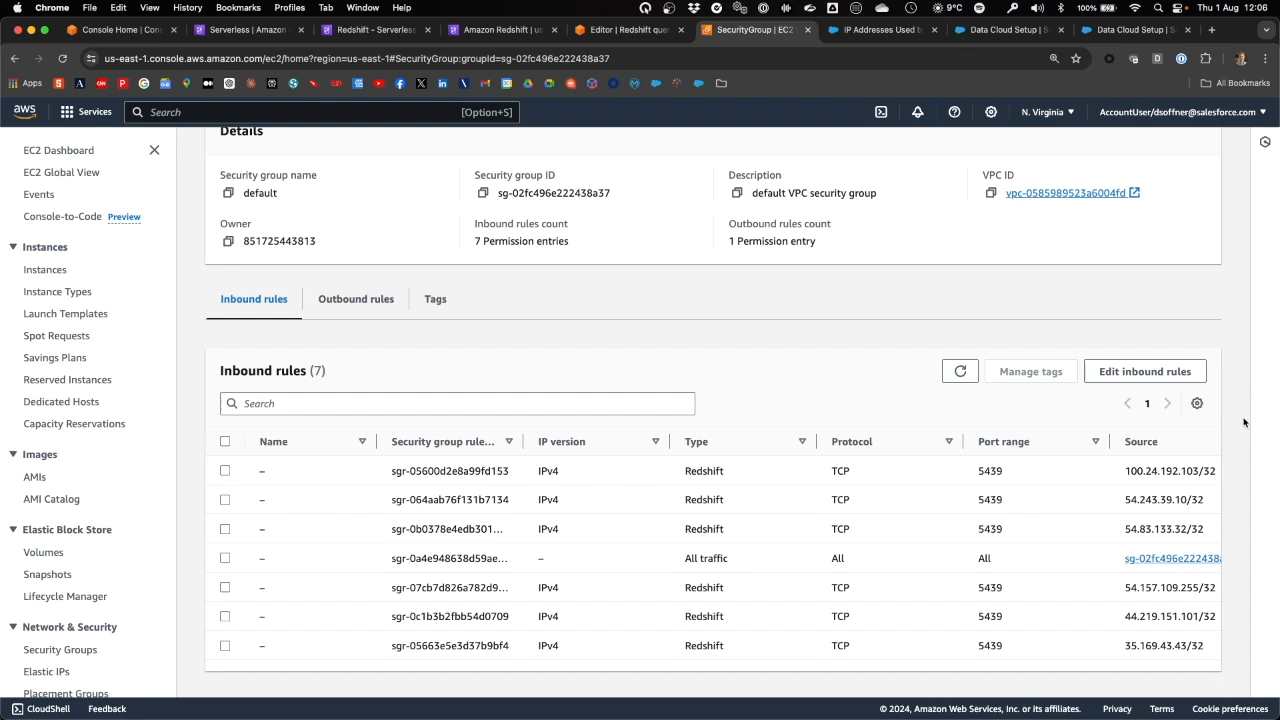 Chrome File Edit View History Bookmarks Profiles Tab Window Help 9°C 100% Thu 1 Aug 12:06
Console Home | Con: Serverless | Amazon Redshift - Serverless Amazon Redshift | us Editor | Redshift que SecurityGroup | EC2 IP Addresses Used b Data Cloud Setup | S Data Cloud Setup | S
us-east-1.console.aws.amazon.com/ec2/home?region=us-east-1#SecurityGroup:groupId=sg-02fc496e222438a37
Apps All Bookmarks
aws Services Search [Option+S] N. Virginia AccountUser/dsoffner@salesforce.com
EC2 Dashboard
EC2 Global View
Events
Console-to-Code Preview
Instances
Instances
Instance Types
Launch Templates
Spot Requests
Savings Plans
Reserved Instances
Dedicated Hosts
Capacity Reservations
Images
AMIs
AMI Catalog
Elastic Block Store
Volumes
Snapshots
Lifecycle Manager
Network & Security
Security Groups
Elastic IPs
Placement Groups
Details
Security group name Security group ID Description VPC ID
default sg-02fc496e222438a37 default VPC security group vpc-0585989523a6004fd
Owner Inbound rules count Outbound rules count
851725443813 7 Permission entries 1 Permission entry
Inbound rules Outbound rules Tags
Inbound rules (7) Manage tags Edit inbound rules
Search 1
Name Security group rule... IP version Type Protocol Port range Source
– sgr-05600d2e8a99fd153 IPv4 Redshift TCP 5439 100.24.192.103/32
– sgr-064aab76f131b7134 IPv4 Redshift TCP 5439 54.243.39.10/32
– sgr-0b0378e4edb301... IPv4 Redshift TCP 5439 54.83.133.32/32
– sgr-0a4e948638d59ae... – All traffic All All sg-02fc496e222438a
– sgr-07cb7d826a782d9... IPv4 Redshift TCP 5439 54.157.109.255/32
– sgr-0c1b3b2fbb54d0709 IPv4 Redshift TCP 5439 44.219.151.101/32
– sgr-05663e5e3d37b9bf4 IPv4 Redshift TCP 5439 35.169.43.43/32
CloudShell Feedback © 2024, Amazon Web Services, Inc. or its affiliates. Privacy Terms Cookie preferences